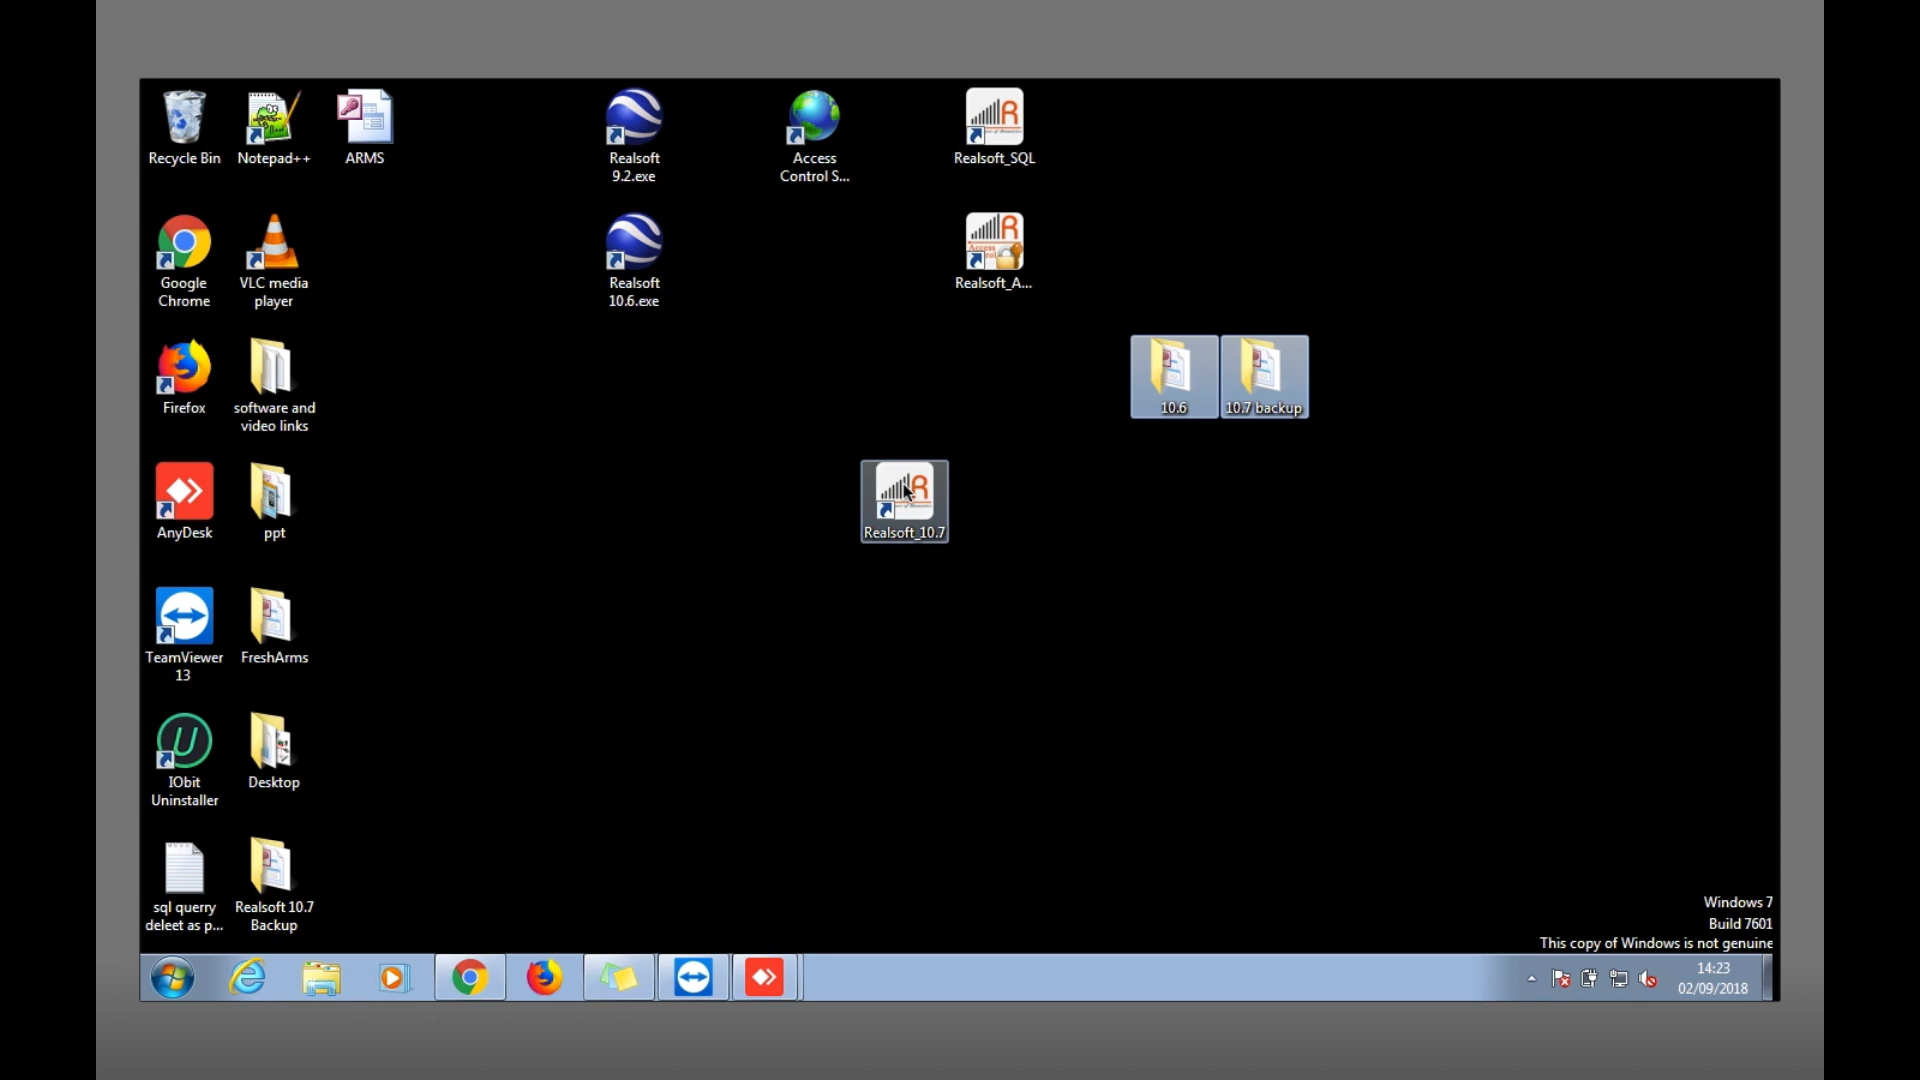 Recycle Bin
Notepad++
ARMS
Realsoft
9.2.exe
Access
Control S...
R
Realsoft_SQL
Google
Chrome
VLC media
player
Realsoft
10.6.exe
R
Realsoft_A...
Firefox
software and
video links
10.6
10.7 backup
AnyDesk
ppt
R
Realsoft_10.7
TeamViewer
13
FreshArms
IObit
Uninstaller
Desktop
sql querry
deleet as p...
Realsoft 10.7
Backup
Windows 7
Build 7601
This copy of Windows is not genuine
14:23
02/09/2018